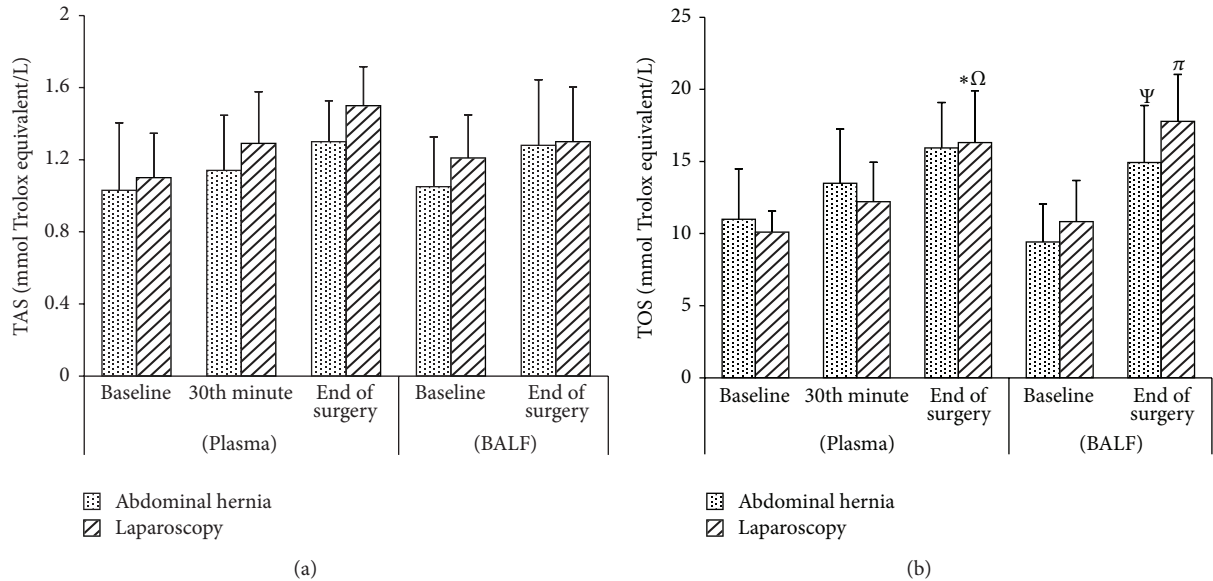 TAS (mmol Trolox equivalent/L)
2
1.6
1.2
0.8
0.4
0
Baseline 30th minute End of surgery Baseline End of surgery
(Plasma) (BALF)
Abdominal hernia
Laparoscopy
(a)
TOS (mmol Trolox equivalent/L)
25
20
15
10
5
0
*Ω
Ψ
π
Baseline 30th minute End of surgery Baseline End of surgery
(Plasma) (BALF)
Abdominal hernia
Laparoscopy
(b)